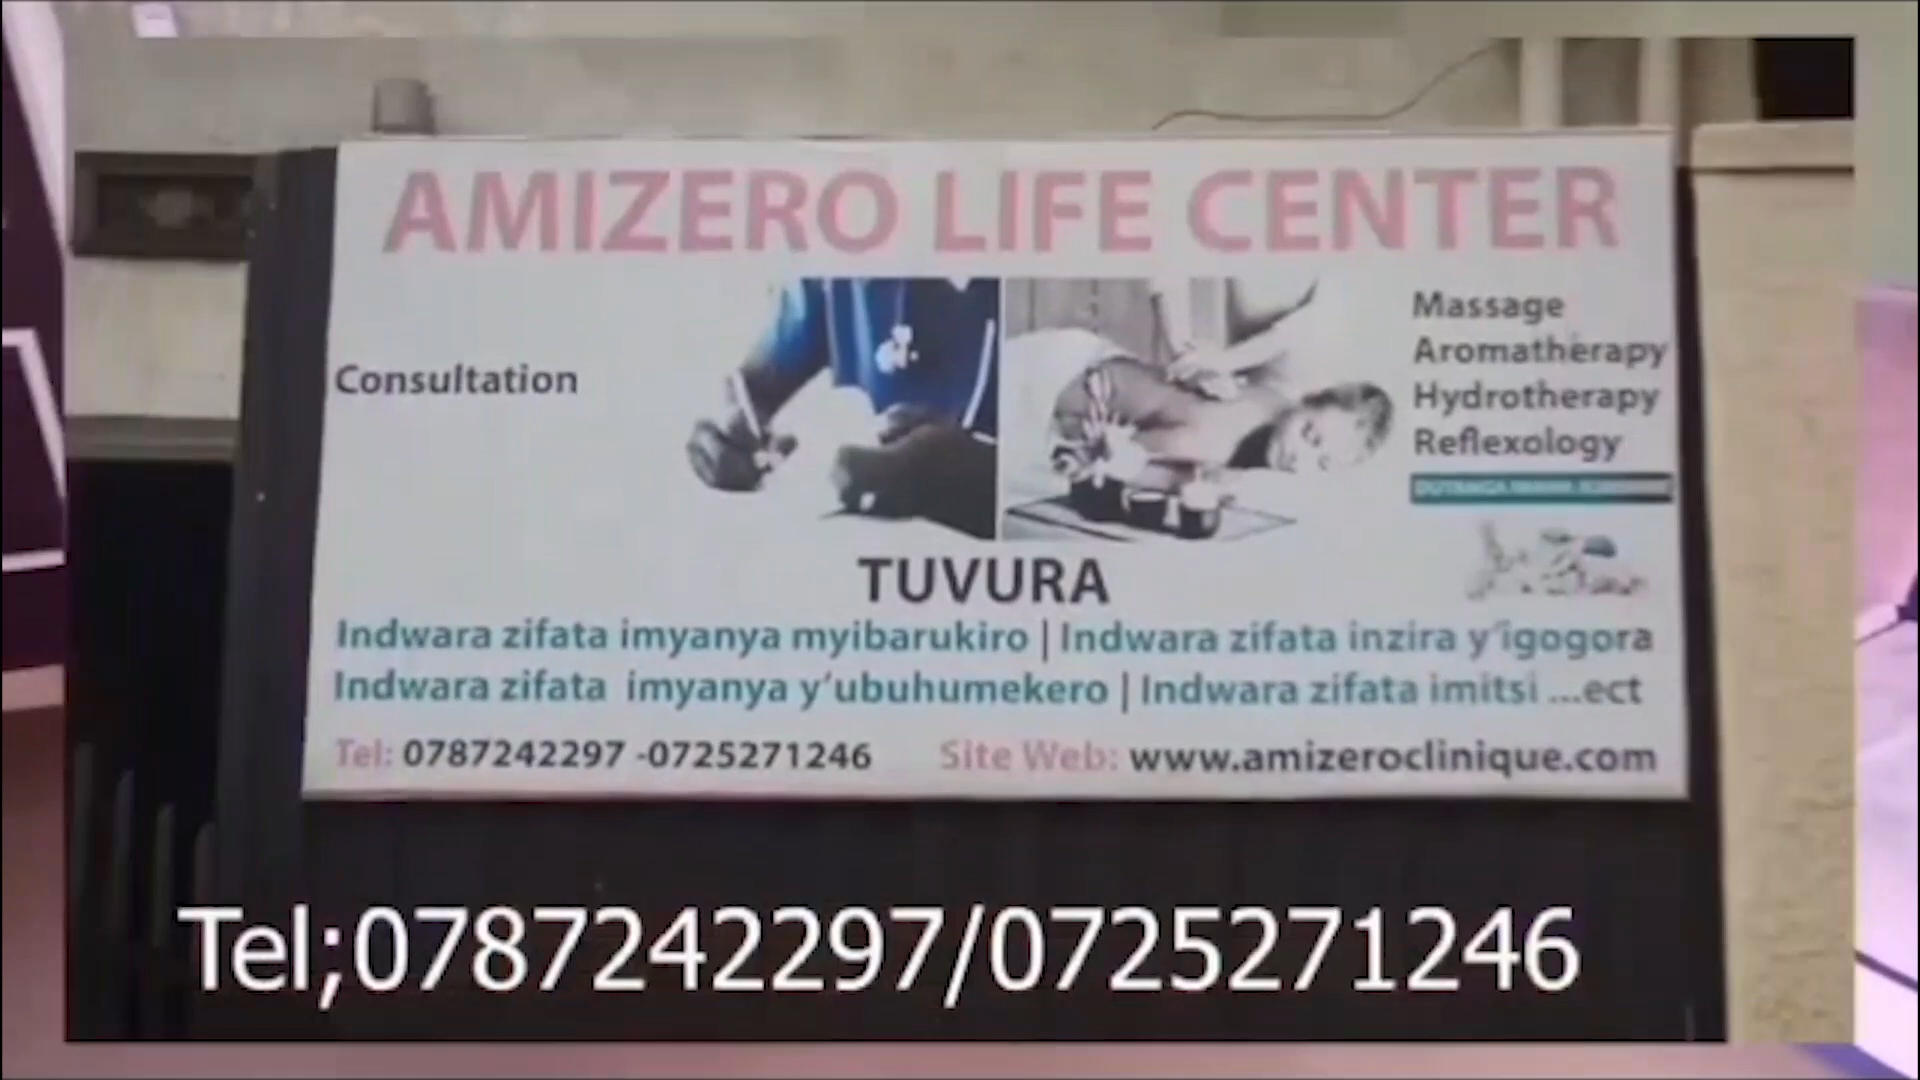 AMIZERO LIFE CENTER
Consultation
Massage
Aromatherapy
Hydrotherapy
Reflexology
TUVURA
Indwara zifata imyanya myibarukiro | Indwara zifata inzira y'igogora
Indwara zifata imyanya y'ubuhumekero | Indwara zifata imitsi ...ect
Tel: 0787242297 -0725271246 Site Web: www.amizeroclinique.com
Tel;0787242297/0725271246